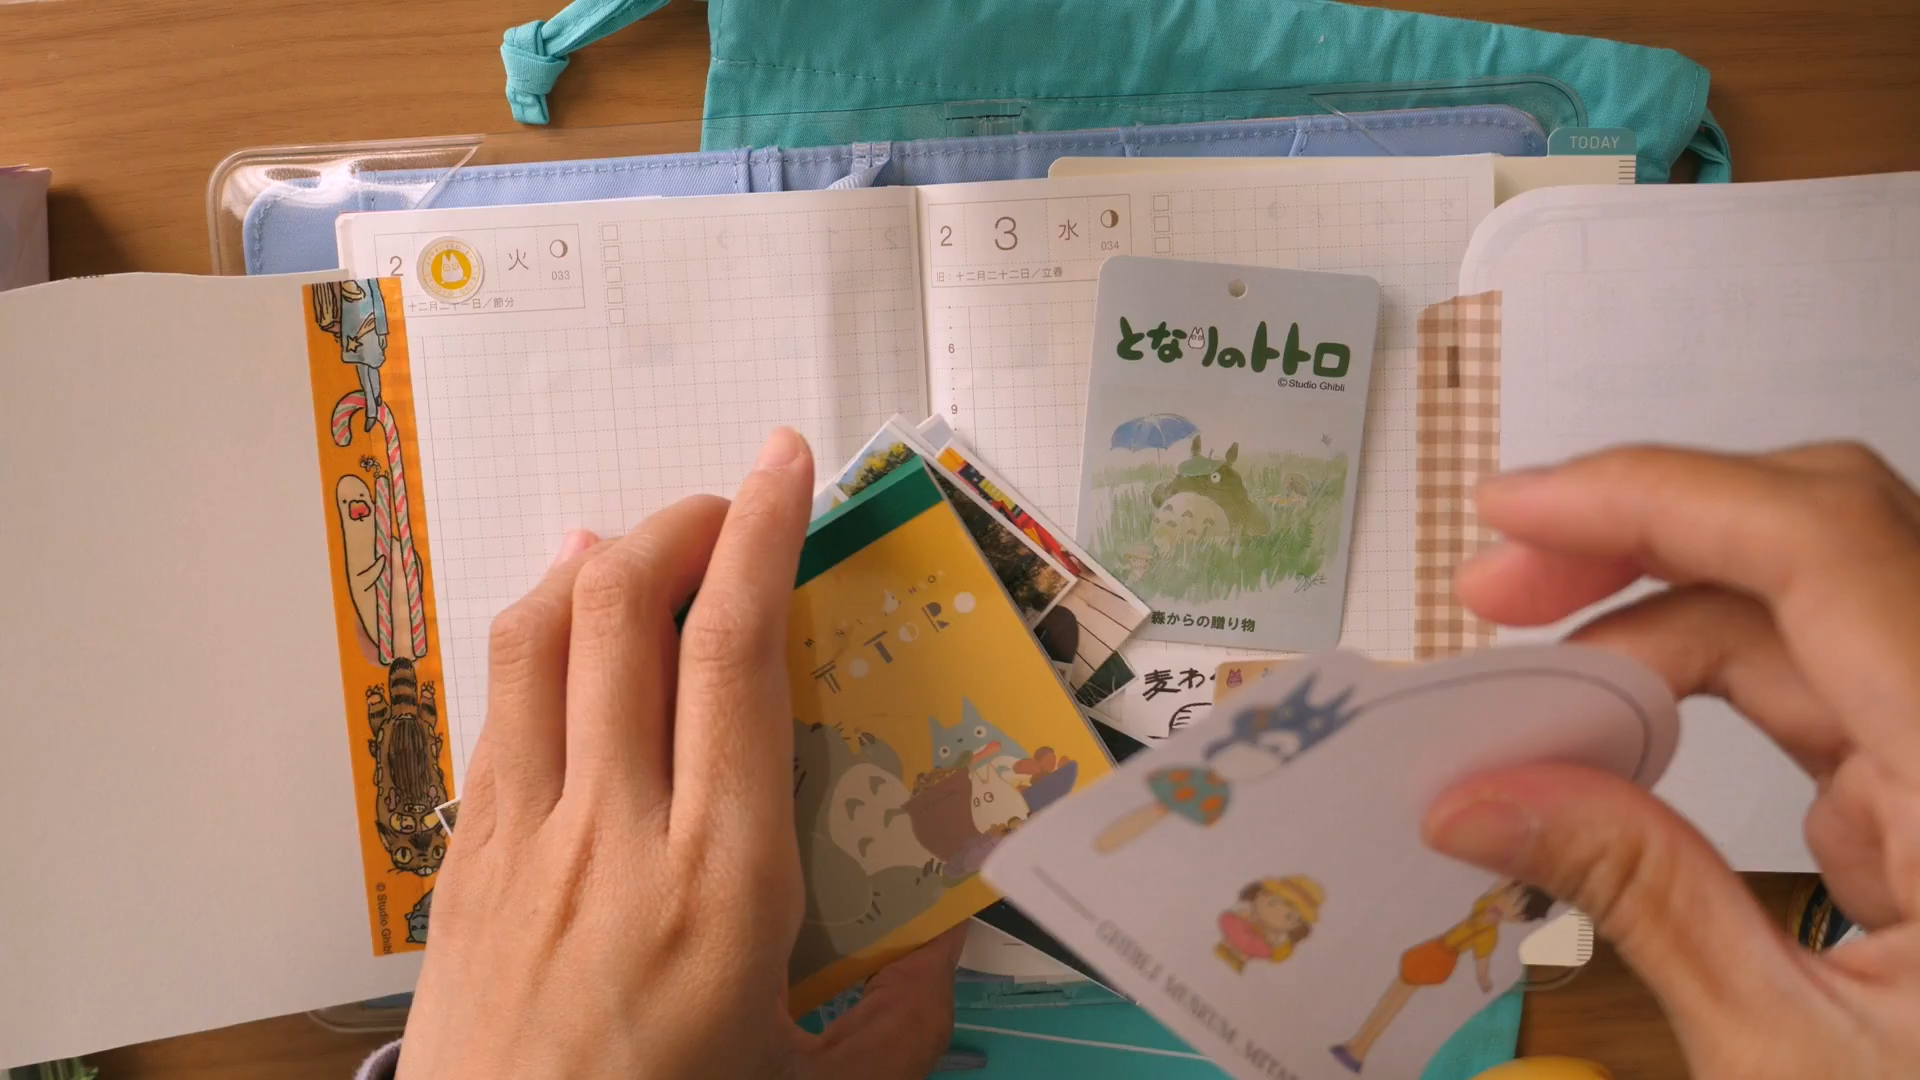 TODAY
2
火
033
十二月二十一日／節分
2 3 水
034
旧：十二月二十二日／立春
6
9
となりのトトロ
©Studio Ghibli
森からの贈り物
麦わ
TOTORO
GHIBLI MUSEUM, MITAK
© Studio Ghibli